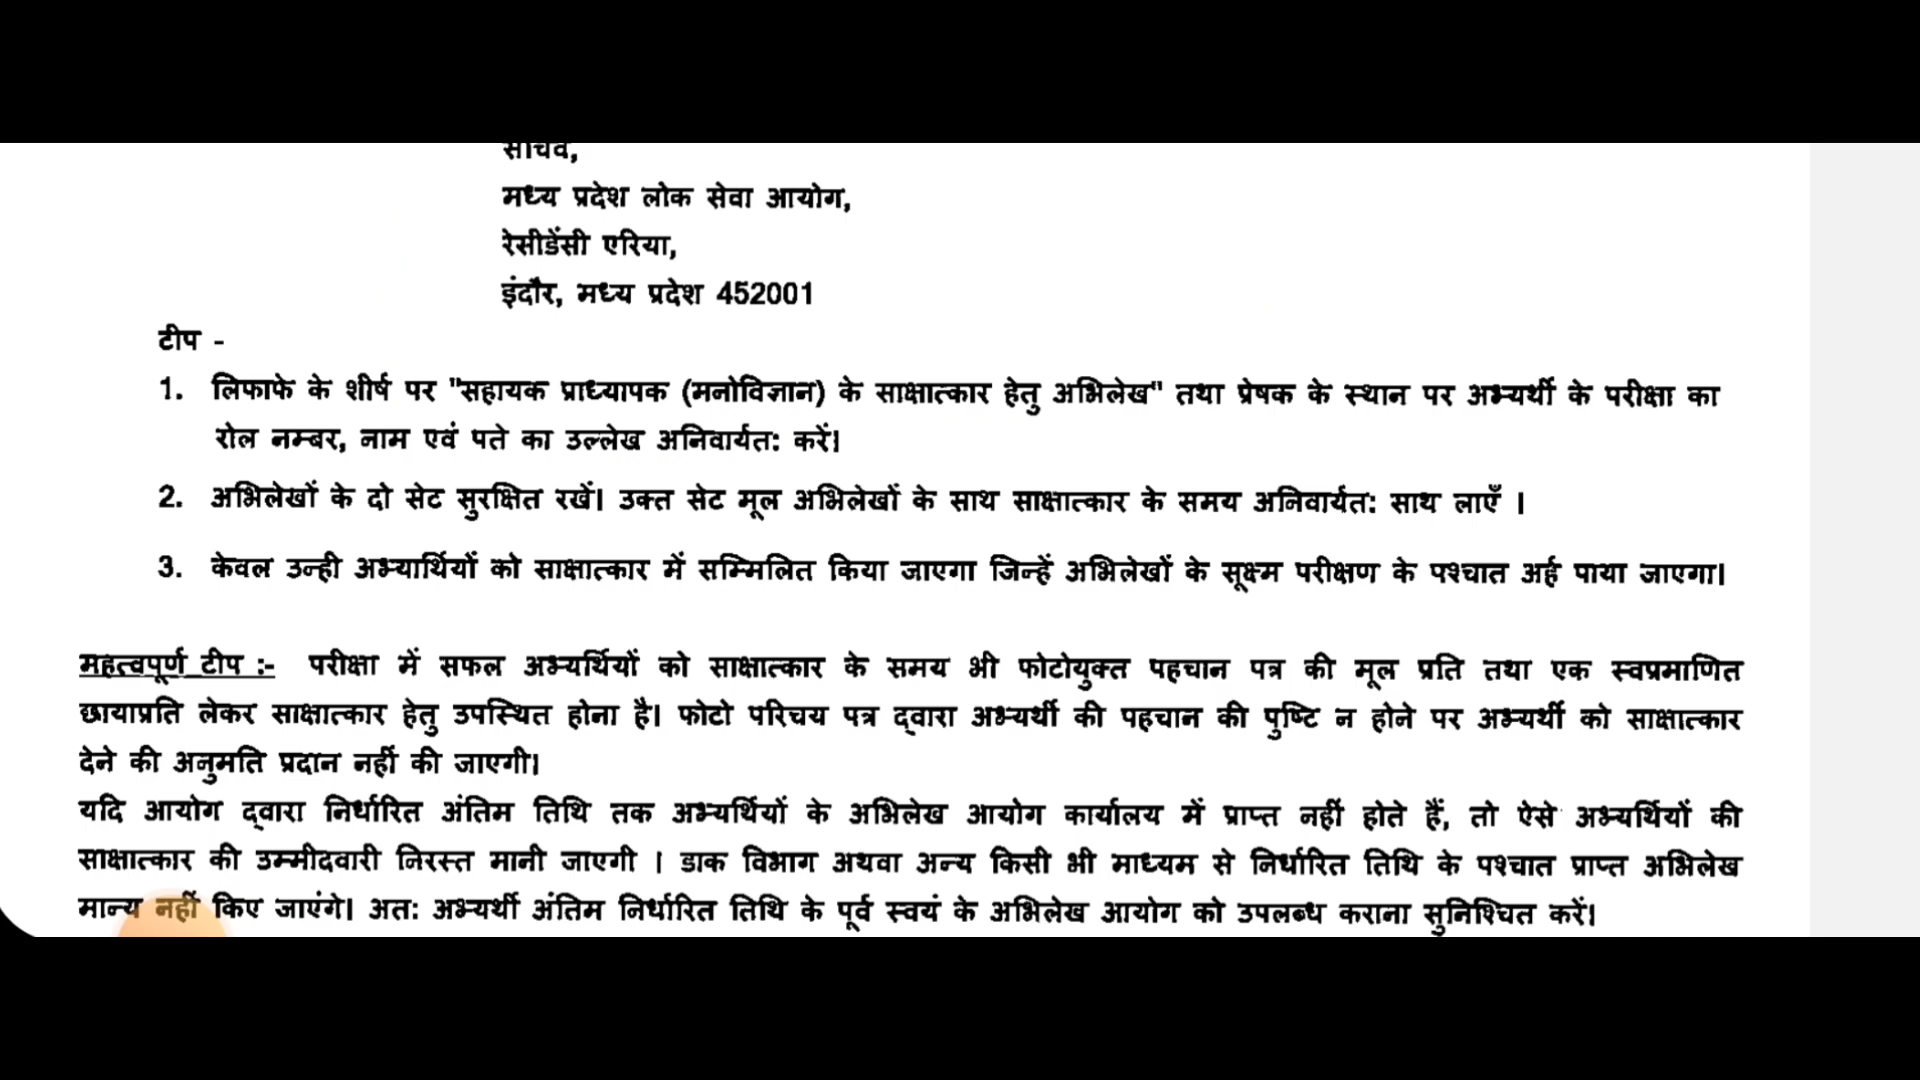 सचिव,
मध्य प्रदेश लोक सेवा आयोग,
रेसीडेंसी एरिया,
इंदौर, मध्य प्रदेश 452001
टीप -
1. लिफाफे के शीर्ष पर "सहायक प्राध्यापक (मनोविज्ञान) के साक्षात्कार हेतु अभिलेख" तथा प्रेषक के स्थान पर अभ्यर्थी के परीक्षा का
रोल नम्बर, नाम एवं पते का उल्लेख अनिवार्यत: करें।
2. अभिलेखों के दो सेट सुरक्षित रखें। उक्त सेट मूल अभिलेखों के साथ साक्षात्कार के समय अनिवार्यत: साथ लाएँ ।
3. केवल उन्ही अभ्यार्थियों को साक्षात्कार में सम्मिलित किया जाएगा जिन्हें अभिलेखों के सूक्ष्म परीक्षण के पश्चात अर्ह पाया जाएगा।
महत्वपूर्ण टीप :- परीक्षा में सफल अभ्यर्थियों को साक्षात्कार के समय भी फोटोयुक्त पहचान पत्र की मूल प्रति तथा एक स्वप्रमाणित
छायाप्रति लेकर साक्षात्कार हेतु उपस्थित होना है। फोटो परिचय पत्र द्वारा अभ्यर्थी की पहचान की पुष्टि न होने पर अभ्यर्थी को साक्षात्कार
देने की अनुमति प्रदान नहीं की जाएगी।
यदि आयोग द्वारा निर्धारित अंतिम तिथि तक अभ्यर्थियों के अभिलेख आयोग कार्यालय में प्राप्त नहीं होते हैं, तो ऐसे अभ्यर्थियों की
साक्षात्कार की उम्मीदवारी निरस्त मानी जाएगी । डाक विभाग अथवा अन्य किसी भी माध्यम से निर्धारित तिथि के पश्चात प्राप्त अभिलेख
मान्य नहीं किए जाएंगे। अत: अभ्यर्थी अंतिम निर्धारित तिथि के पूर्व स्वयं के अभिलेख आयोग को उपलब्ध कराना सुनिश्चित करें।